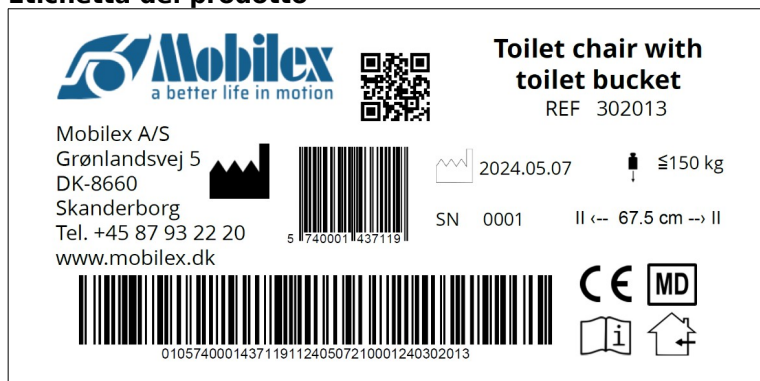 Etichetta del prodotto
Mobilex
a better life in motion
Toilet chair with
toilet bucket
REF 302013
Mobilex A/S
Grønlandsvej 5
DK-8660
Skanderborg
Tel. +45 87 93 22 20
www.mobilex.dk
5 740001 437119
2024.05.07
≦150 kg
SN 0001
II <-- 67.5 cm --> II
CE MD
i
010574000143711911240507210001240302013